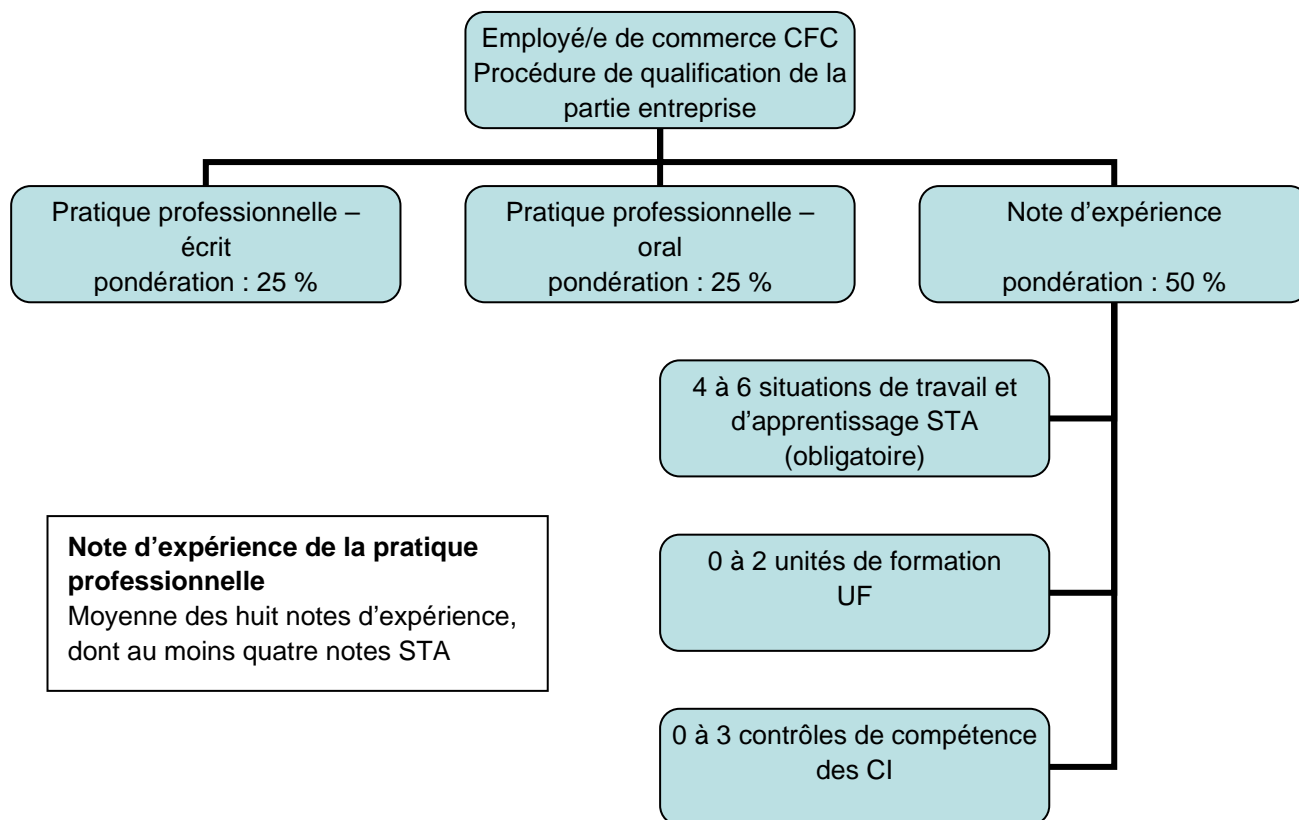 Employé/e de commerce CFC
Procédure de qualification de la
partie entreprise
Pratique professionnelle –
écrit
pondération : 25 %
Pratique professionnelle –
oral
pondération : 25 %
Note d'expérience
pondération : 50 %
4 à 6 situations de travail et
d'apprentissage STA
(obligatoire)
Note d'expérience de la pratique
professionnelle
Moyenne des huit notes d'expérience,
dont au moins quatre notes STA
0 à 2 unités de formation
UF
0 à 3 contrôles de compétence
des CI